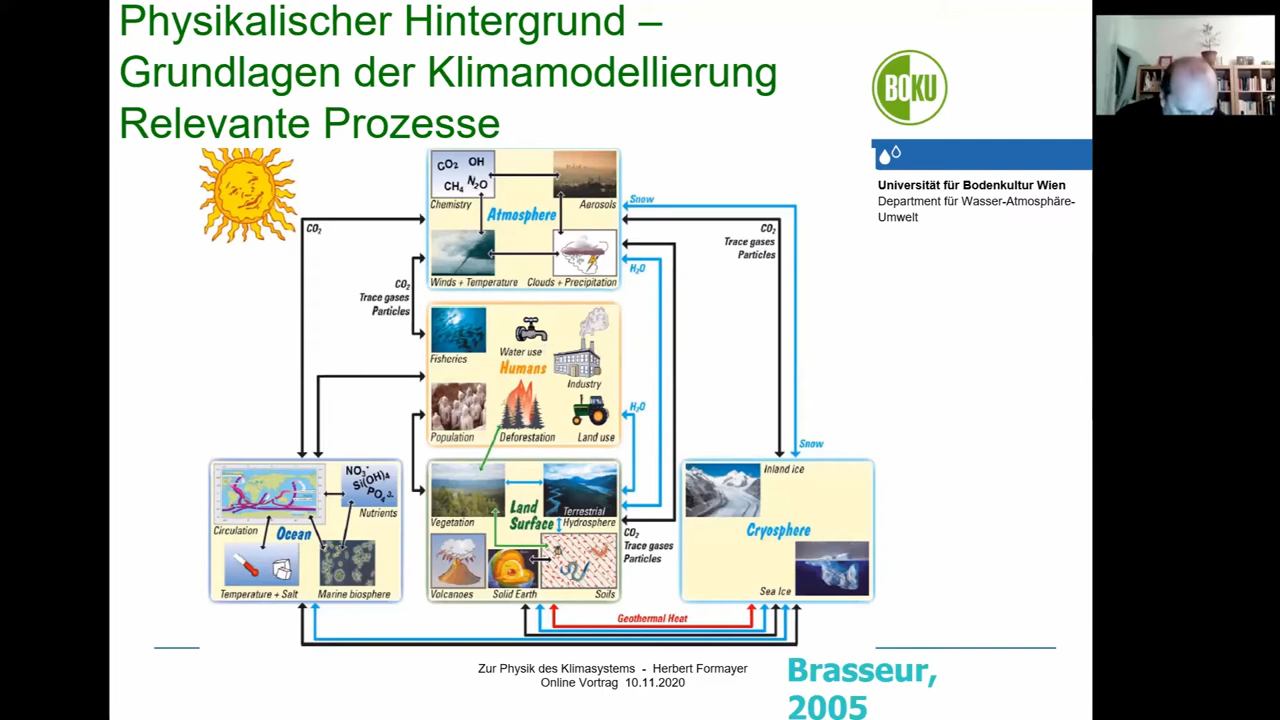 Physikalischer Hintergrund –
Grundlagen der Klimamodellierung
Relevante Prozesse
BOKU
Universität für Bodenkultur Wien
Department für Wasser-Atmosphäre-
Umwelt
CO₂ OH
CH₄ N₂O
Chemistry
Aerosols
Atmosphere
Winds + Temperature
Clouds + Precipitation
Snow
CO₂
CO₂
Trace gases
Particles
H₂O
CO₂
Trace gases
Particles
Fisheries
Water use
Humans
Industry
Population
Deforestation
Land use
H₂O
Snow
NO₃⁻
Si(OH)₄
PO₄³⁻
Circulation
Nutrients
Ocean
Temperature + Salt
Marine biosphere
Vegetation
Terrestrial
Hydrosphere
Land
Surface
Volcanoes
Solid Earth
Soils
CO₂
Trace gases
Particles
Inland ice
Cryosphere
Sea Ice
Geothermal Heat
Zur Physik des Klimasystems - Herbert Formayer
Online Vortrag 10.11.2020
Brasseur,
2005